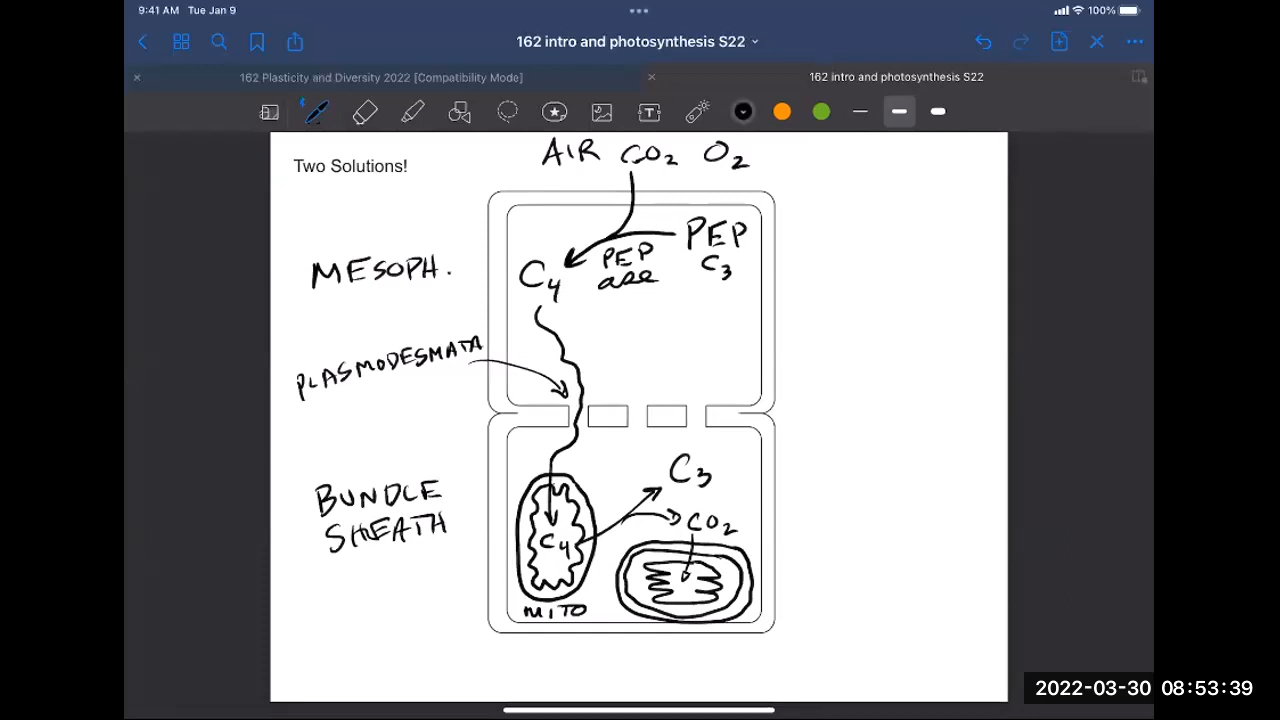 9:41 AM Tue Jan 9
100%
162 intro and photosynthesis S22
162 Plasticity and Diversity 2022 [Compatibility Mode]
162 intro and photosynthesis S22
Two Solutions!
AIR CO2 O2
PEP
C3
PEP
ase
C4
MESOPH.
PLASMODESMATA
BUNDLE
SHEATH
C3
CO2
C4
MITO
2022-03-30 08:53:39